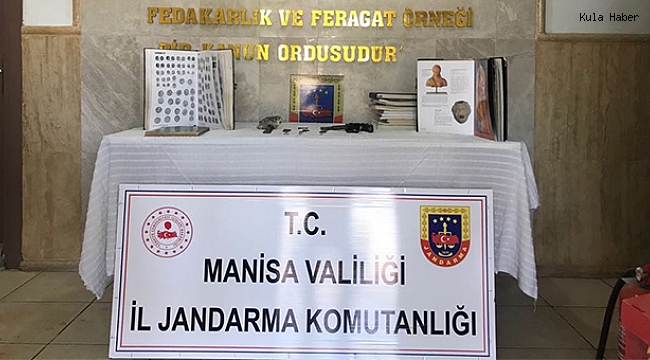 Kula Haber
FEDAKARLIK VE FERAGAT ÖRNEĞİ
BİR KANUN ORDUSUDUR
T.C.
MANİSA VALİLİĞİ
İL JANDARMA KOMUTANLIĞI
JANDARMA